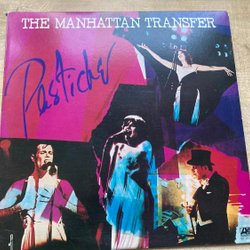 THE MANHATTAN TRANSFER
Pastiche